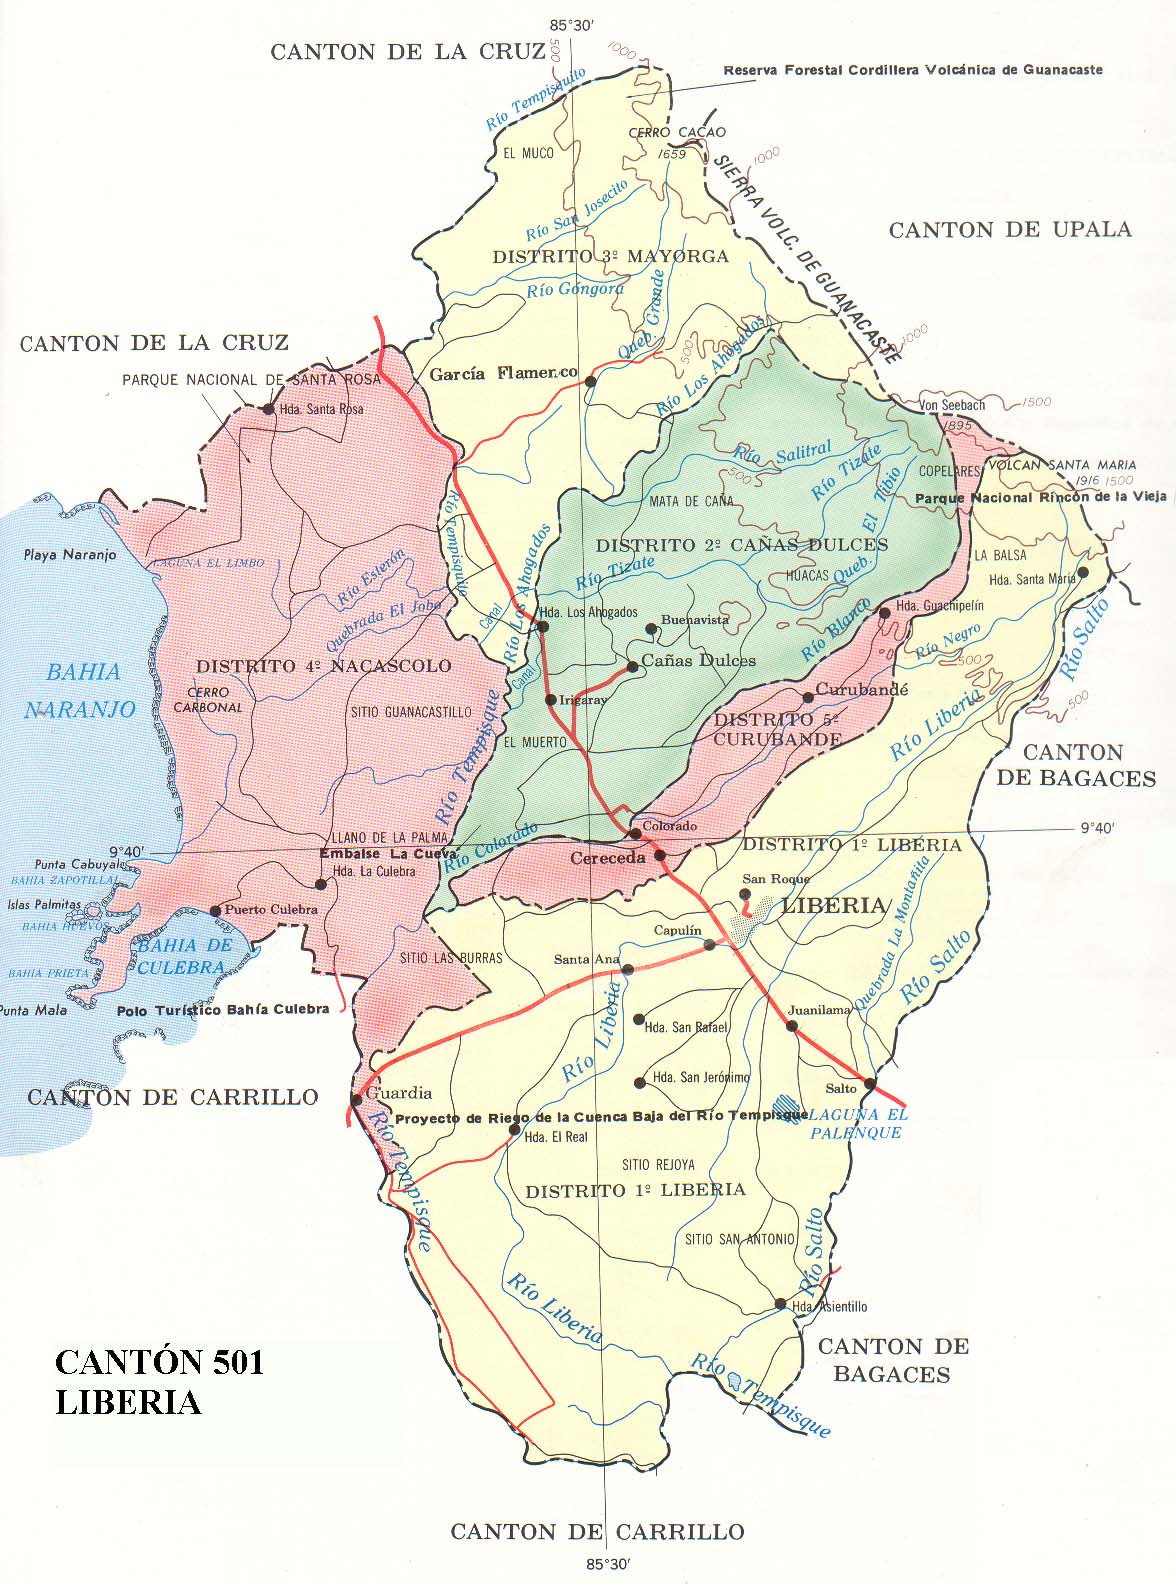 85°30'
CANTON DE LA CRUZ
500
1000
Reserva Forestal Cordillera Volcánica de Guanacaste
Río Tempisquito
CERRO CACAO
1659
EL MUCO
1000
SIERRA VOLC. DE GUANACASTE
Río San Josecito
CANTON DE UPALA
DISTRITO 3º MAYORGA
Río Góngora
Queb. Grande
CANTON DE LA CRUZ
Río Los Ahogados
1000
500
PARQUE NACIONAL DE SANTA ROSA
García Flamenco
Hda. Santa Rosa
Von Seebach
1500
1895
Río Salitral
Río Tizate
COPELARES
VOLCAN SANTA MARIA
1916
1500
500
MATA DE CAÑA
Queb. El Tibio
Parque Nacional Rincón de la Vieja
Río Tempisquito
Río Los Ahogados
DISTRITO 2º CAÑAS DULCES
Playa Naranjo
LAGUNA EL LIMBO
LA BALSA
Río Tizate
HUACAS
Hda. Santa María
Río Esterón
Quebrada El Jobo
Canal
Hda. Los Ahogados
Buenavista
Río Blanco
Hda. Guachipelín
Río Negro
Río Salto
500
DISTRITO 4º NACASCOLO
Cañas Dulces
BAHIA
NARANJO
CERRO
CARBONAL
Canal
Irigaray
Curubandé
SITIO GUANACASTILLO
DISTRITO 5º
CURUBANDE
Río Liberia
500
Río Tempisque
EL MUERTO
CANTON
DE BAGACES
LLANO DE LA PALMA
Río Colorado
Colorado
9°40'
9°40'
DISTRITO 1º LIBERIA
Embalse La Cueva
Cereceda
Punta Cabuyal
Hda. La Culebra
BAHIA ZAPOTILLAL
San Roque
Islas Palmitas
Puerto Culebra
LIBERIA
BAHIA HUEVO
Quebrada La Montañita
Capulín
BAHIA DE
CULEBRA
SITIO LAS BURRAS
Santa Ana
BAHIA PRIETA
Río Salto
Punta Mala
Polo Turístico Bahía Culebra
Río Liberia
Hda. San Rafael
Juanilama
Hda. San Jerónimo
Salto
CANTON DE CARRILLO
Guardia
Proyecto de Riego de la Cuenca Baja del Río Tempisque
LAGUNA EL
PALENQUE
Hda. El Real
Río Tempisque
SITIO REJOYA
DISTRITO 1º LIBERIA
SITIO SAN ANTONIO
Río Salto
Río Liberia
Hda. Asientillo
CANTÓN 501
LIBERIA
CANTON DE
BAGACES
Río Tempisque
CANTON DE CARRILLO
85°30'